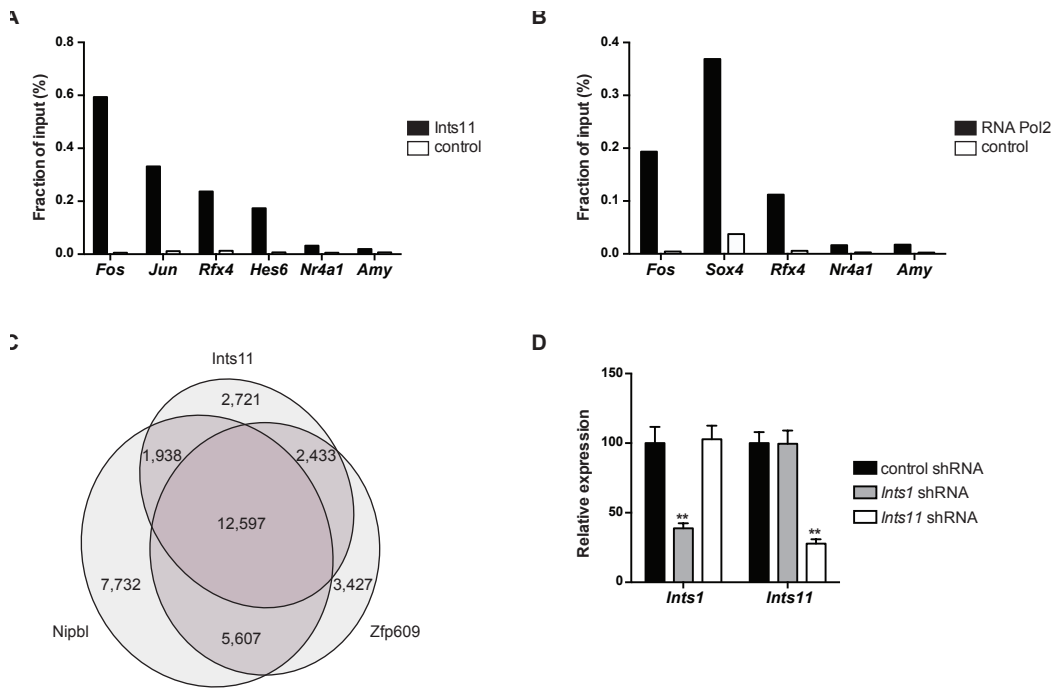 A
Fraction of input (%)
0.8
0.6
0.4
0.2
0.0
Fos Jun Rfx4 Hes6 Nr4a1 Amy
Ints11
control
B
Fraction of input (%)
0.4
0.3
0.2
0.1
0.0
Fos Sox4 Rfx4 Nr4a1 Amy
RNA Pol2
control
C
Ints11
2,721
1,938
2,433
12,597
7,732
3,427
5,607
Nipbl
Zfp609
D
Relative expression
150
100
50
0
**
**
Ints1 Ints11
control shRNA
Ints1 shRNA
Ints11 shRNA